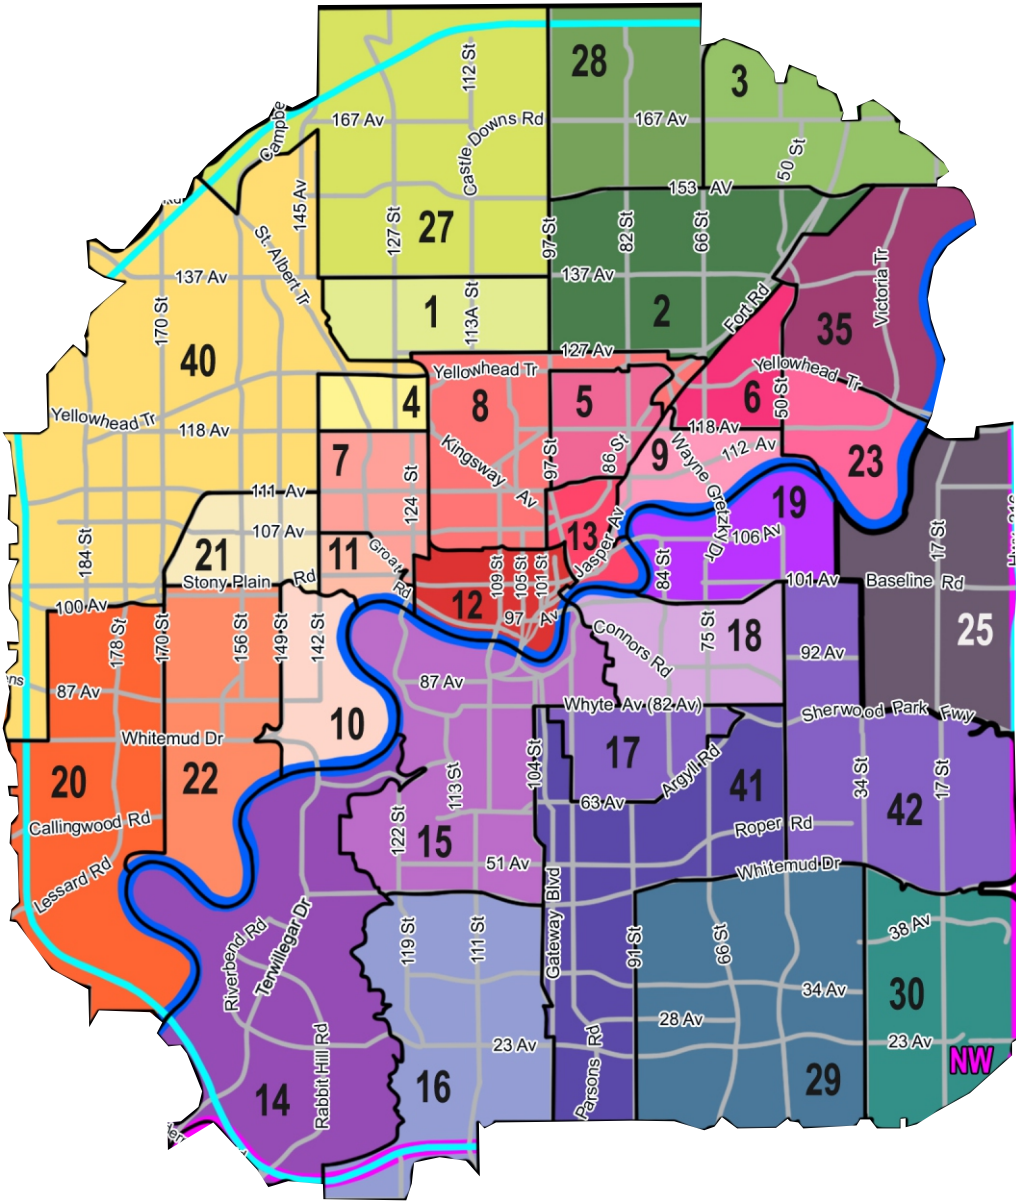 28
3
112 St
167 Av
Castle Downs Rd
167 Av
Campbe
50 St
153 AV
145 Av
127 St
27
97 St
82 St
66 St
St. Albert Tr
137 Av
137 Av
Victoria Tr
170 St
1
113A St
2
Fort Rd
35
40
127 Av
Yellowhead Tr
Yellowhead Tr
4
8
5
6
50 St
Yellowhead Tr
118 Av
118 Av
7
Kingsway Av
97 St
86 St
9
Wayne Gretzky Dr
112 Av
23
111 Av
124 St
19
107 Av
13
Jasper Av
106 Av
17 St
Hwy 216
184 St
21
11
Groat Rd
109 St
105 St
101 St
84 St
Stony Plain Rd
101 Av
Baseline Rd
100 Av
12
97 Av
178 St
170 St
156 St
149 St
142 St
Connors Rd
75 St
18
25
92 Av
ns
87 Av
87 Av
10
Whyte Av (82 Av)
Sherwood Park Fwy
Whitemud Dr
20
22
104 St
17
Argyll Rd
41
34 St
17 St
42
113 St
63 Av
Callingwood Rd
122 St
15
Roper Rd
51 Av
Whitemud Dr
Lessard Rd
Gateway Blvd
Riverbend Rd
Terwillegar Dr
119 St
111 St
91 St
66 St
38 Av
34 Av
30
28 Av
23 Av
23 Av
NW
Rabbit Hill Rd
Parsons Rd
14
16
29